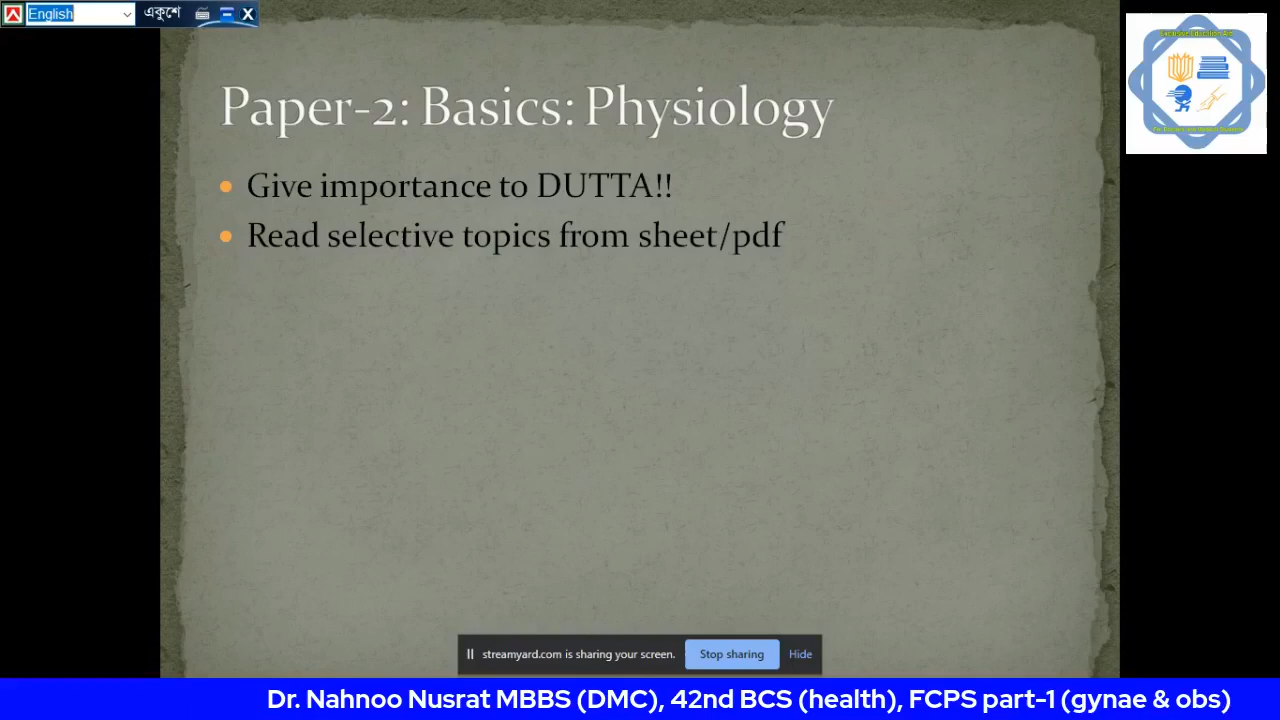 English
একুশে
Paper-2: Basics: Physiology
Give importance to DUTTA!!
Read selective topics from sheet/pdf
streamyard.com is sharing your screen.
Stop sharing
Hide
Dr. Nahnoo Nusrat MBBS (DMC), 42nd BCS (health), FCPS part-1 (gynae & obs)